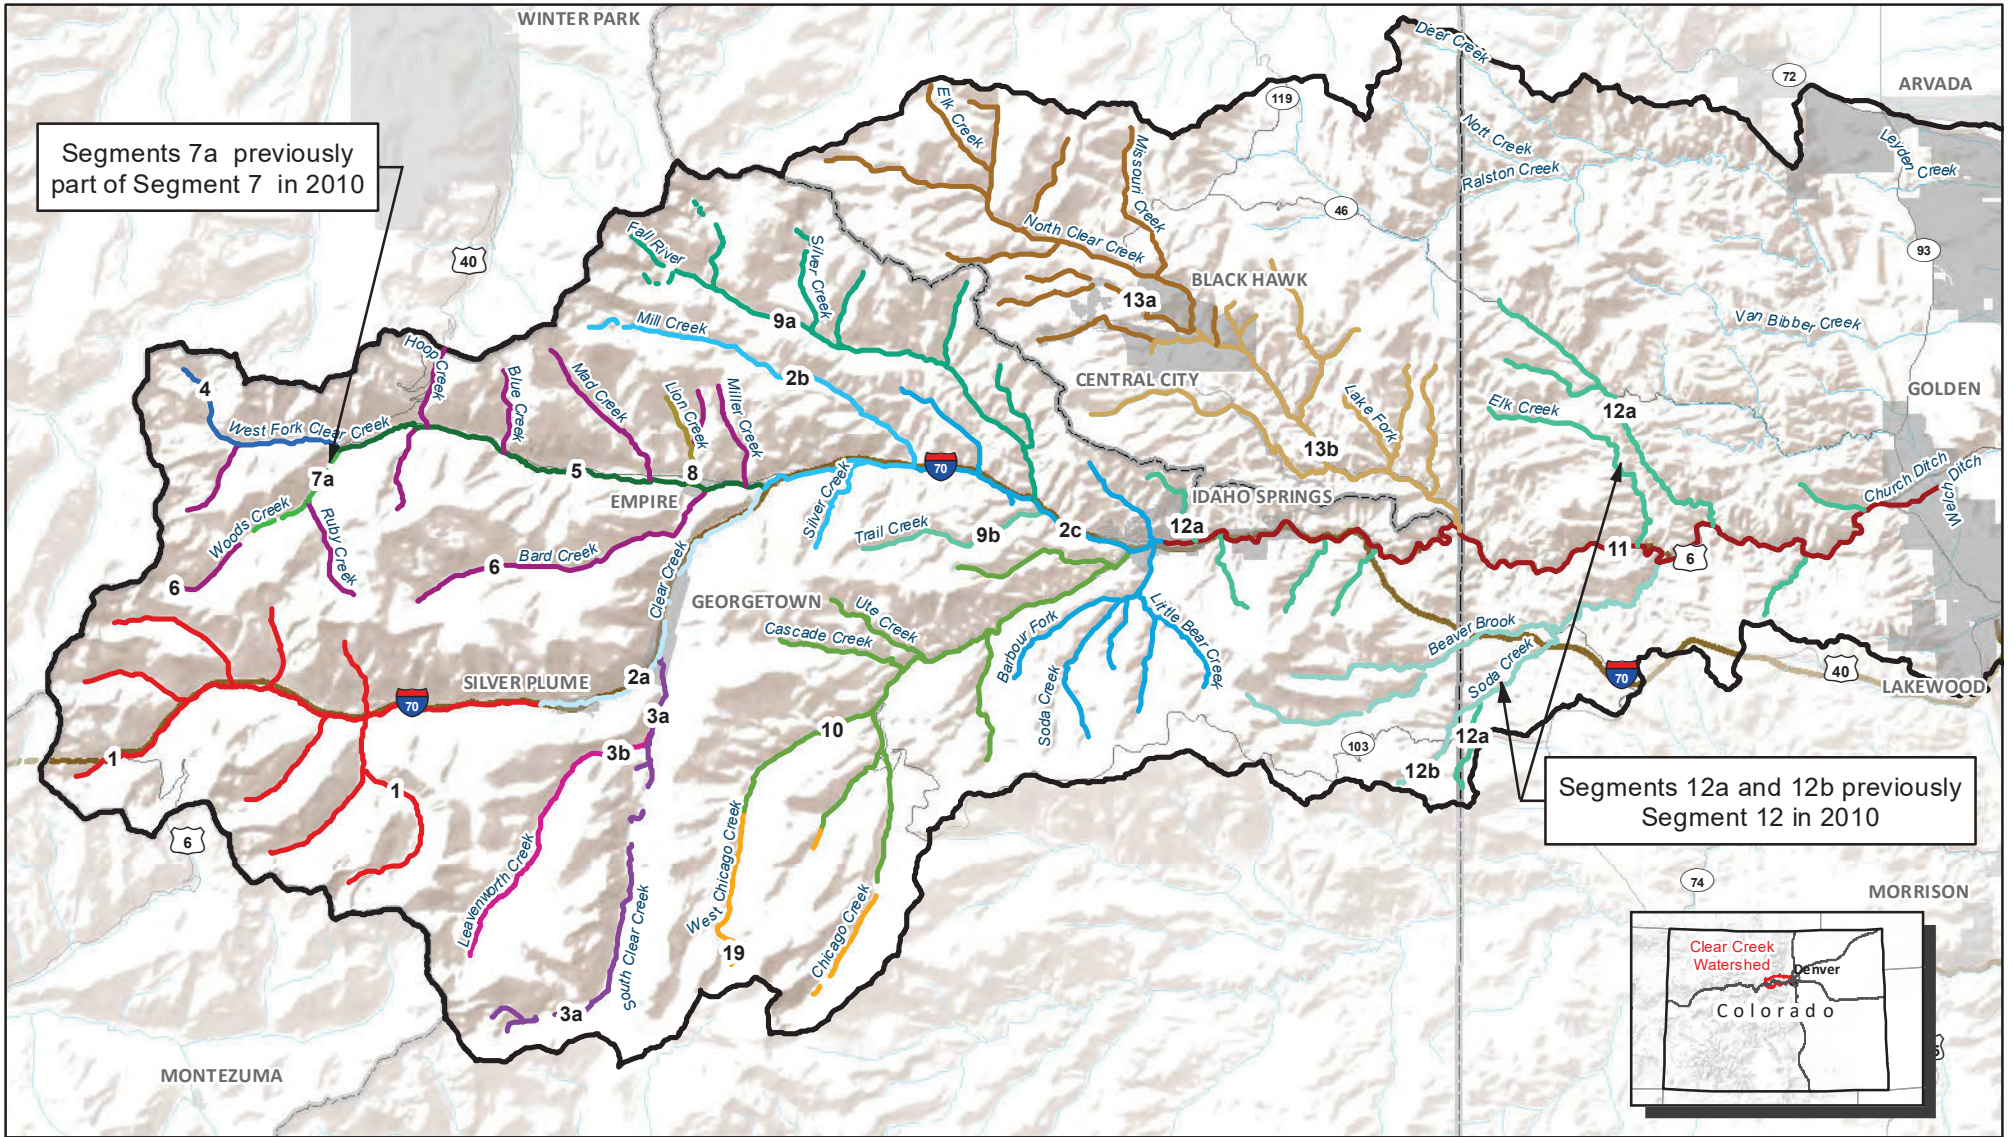 WINTER PARK
Deer Creek
72
ARVADA
119
Elk Creek
Nott Creek
Leyden Creek
Segments 7a previously
part of Segment 7 in 2010
Missouri Creek
Ralston Creek
46
Fall River
North Clear Creek
Silver Creek
93
40
BLACK HAWK
13a
9a
Mill Creek
Van Bibber Creek
Hoop Creek
2b
CENTRAL CITY
4
Blue Creek
Mad Creek
Lion Creek
Miller Creek
Lake Fork
GOLDEN
Elk Creek
12a
West Fork Clear Creek
13b
7a
5
8
70
EMPIRE
Silver Creek
IDAHO SPRINGS
Church Ditch
Welch Ditch
Woods Creek
Ruby Creek
Trail Creek
9b
2c
12a
11
6
Bard Creek
6
6
Clear Creek
GEORGETOWN
Ute Creek
Cascade Creek
Barbour Fork
Little Bear Creek
Beaver Brook
Soda Creek
SILVER PLUME
2a
70
70
40
LAKEWOOD
3a
10
Soda Creek
12a
1
3b
103
12b
1
Segments 12a and 12b previously
Segment 12 in 2010
6
West Chicago Creek
Leavenworth Creek
South Clear Creek
Chicago Creek
74
MORRISON
19
Clear Creek
Watershed
Denver
Colorado
3a
MONTEZUMA